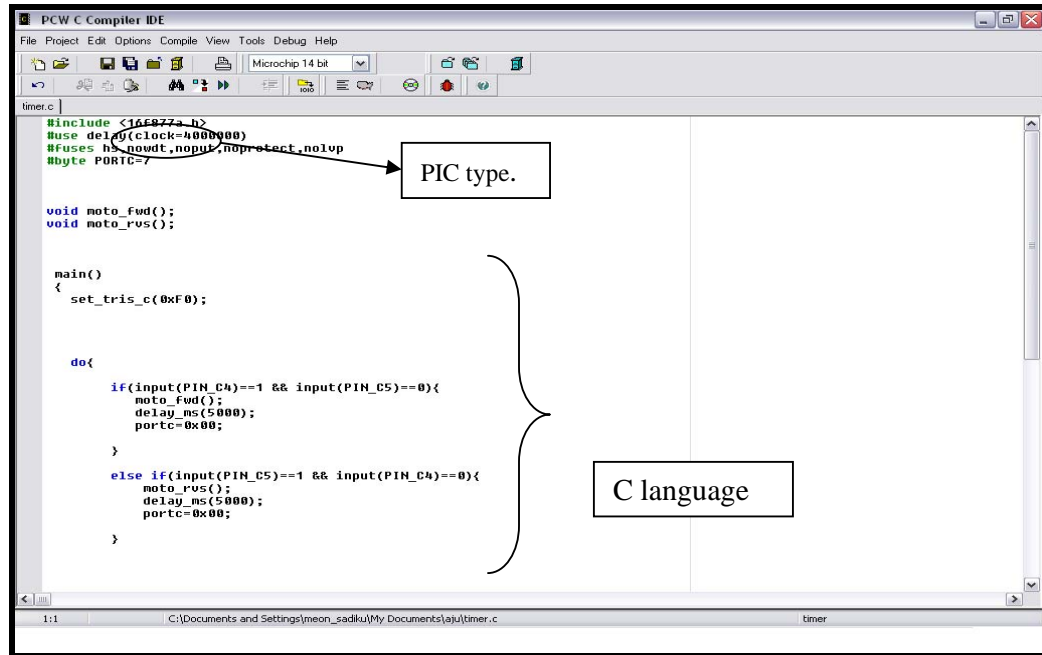 PCW C Compiler IDE
File Project Edit Options Compile View Tools Debug Help
Microchip 14 bit
timer.c
#include <16f877a.h>
#use delay(clock=4000000)
#fuses hs,nowdt,noput,noprotect,nolvp
#byte PORTC=7
PIC type.
void moto_fwd();
void moto_rvs();
main()
{
set_tris_c(0xF0);
do{
if(input(PIN_C4)==1 && input(PIN_C5)==0){
moto_fwd();
delay_ms(5000);
portc=0x00;
}
else if(input(PIN_C5)==1 && input(PIN_C4)==0){
moto_rvs();
delay_ms(5000);
portc=0x00;
}
C language
1:1 C:\Documents and Settings\meon_sadiku\My Documents\aju\timer.c timer